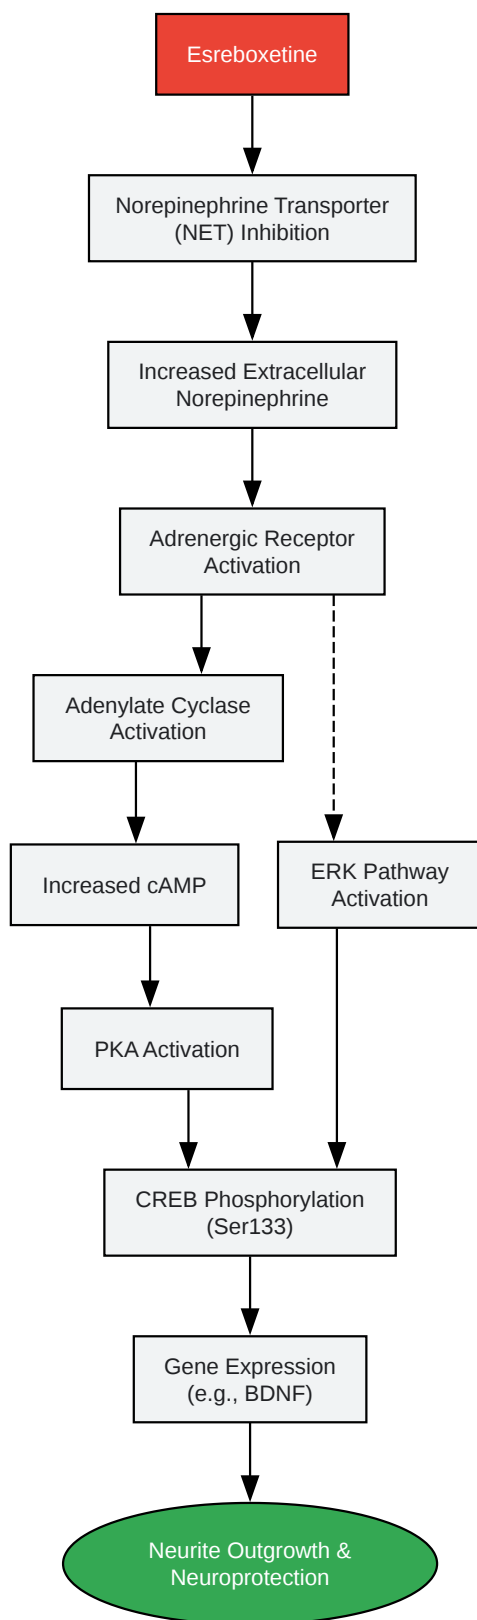 Esreboxetine
Norepinephrine Transporter
(NET) Inhibition
Increased Extracellular
Norepinephrine
Adrenergic Receptor
Activation
Adenylate Cyclase
Activation
Increased cAMP
ERK Pathway
Activation
PKA Activation
CREB Phosphorylation
(Ser133)
Gene Expression
(e.g., BDNF)
Neurite Outgrowth &
Neuroprotection